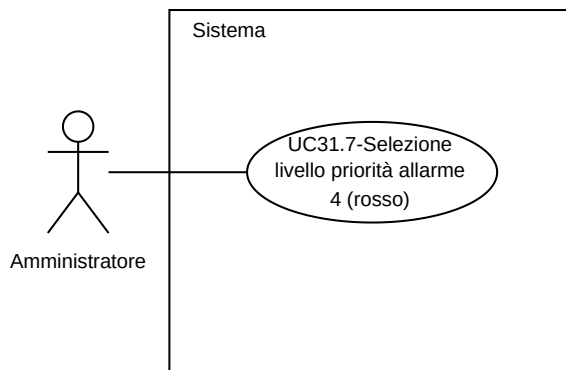 Sistema
UC31.7-Selezione
livello priorità allarme
4 (rosso)
Amministratore